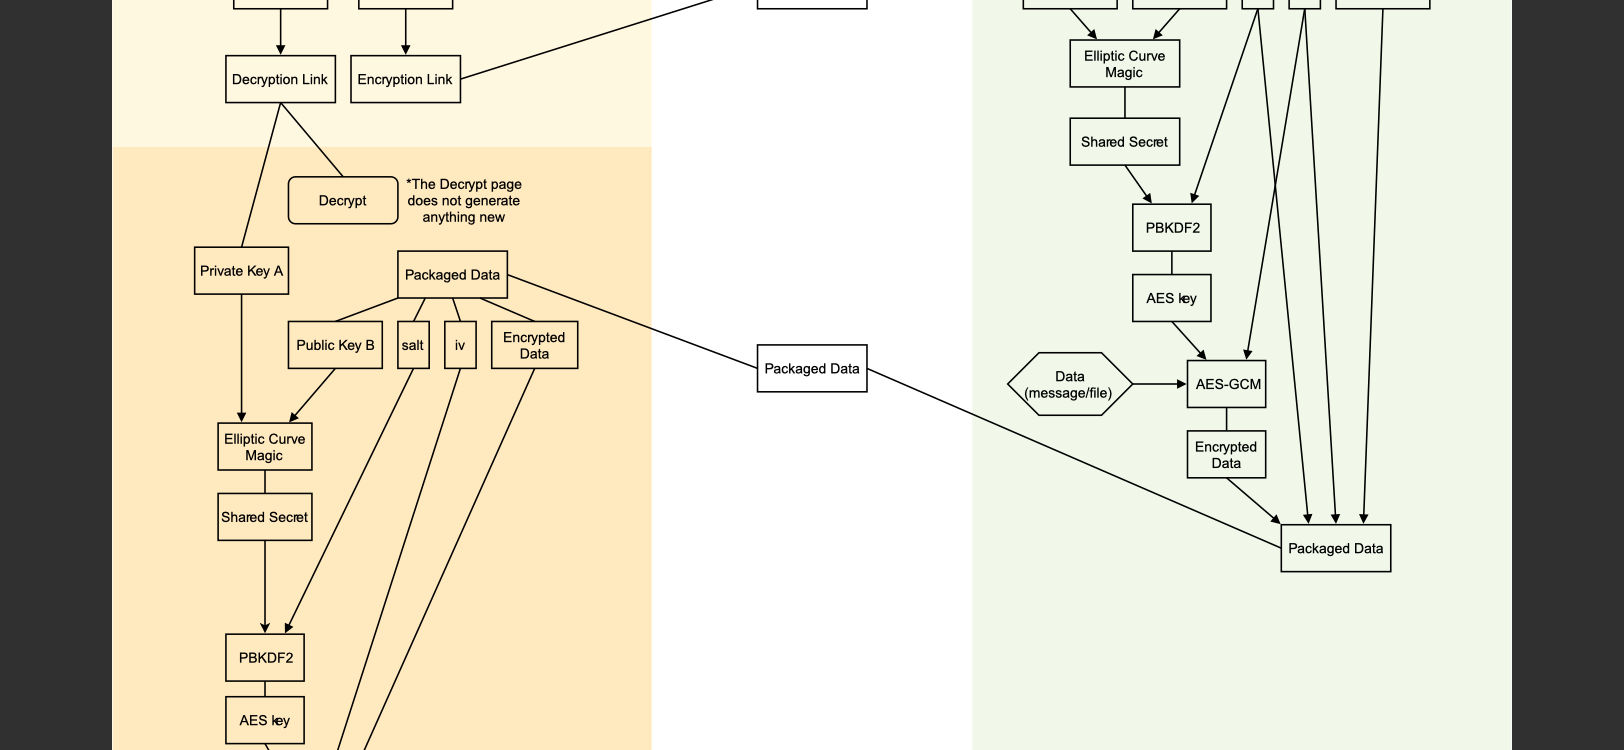 Decryption Link
Encryption Link
Decrypt
*The Decrypt page
does not generate
anything new
Private Key A
Packaged Data
Public Key B
salt
iv
Encrypted
Data
Elliptic Curve
Magic
Shared Secret
PBKDF2
AES key
Packaged Data
Elliptic Curve
Magic
Shared Secret
PBKDF2
AES key
Data
(message/file)
AES-GCM
Encrypted
Data
Packaged Data